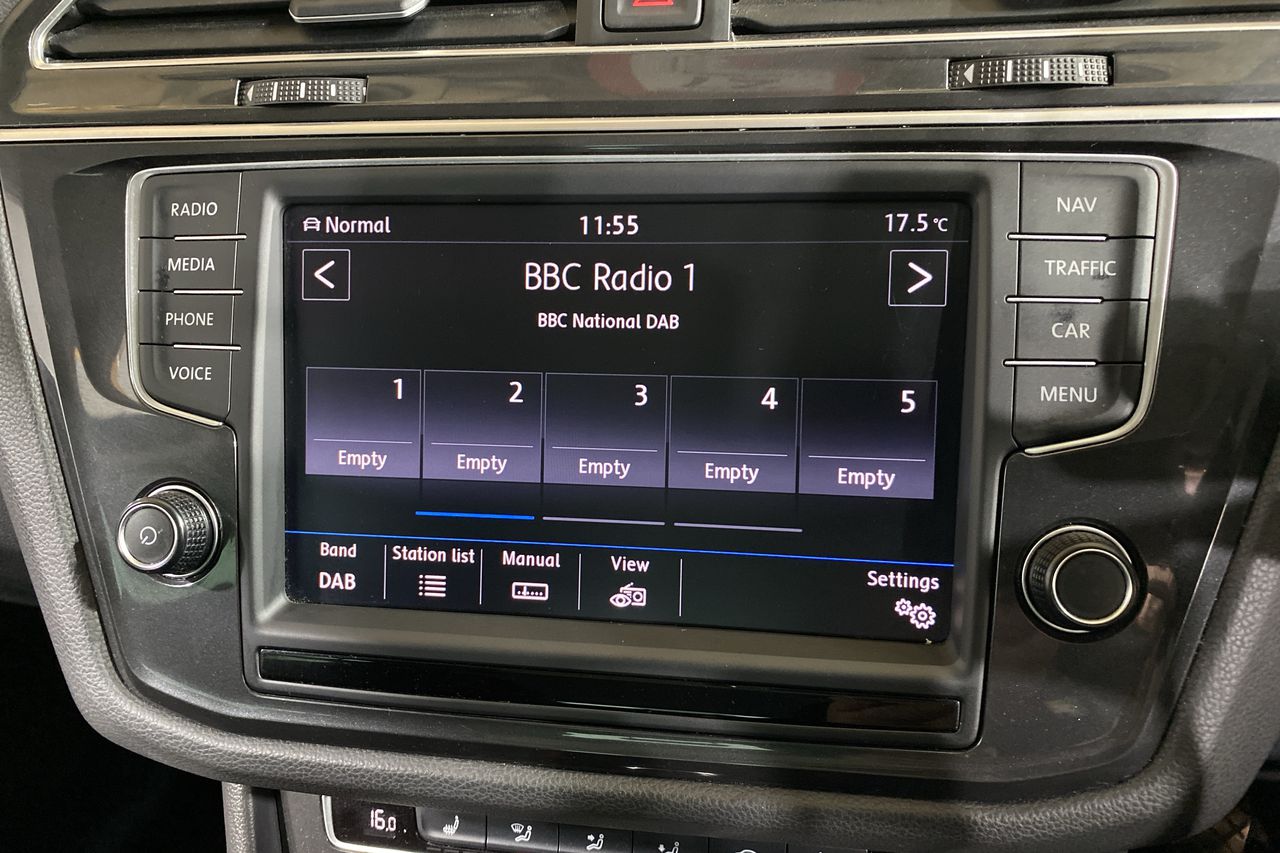 RADIO
MEDIA
PHONE
VOICE
Normal 11:55 17.5°C
< BBC Radio 1 >
BBC National DAB
1 2 3 4 5
Empty Empty Empty Empty Empty
Band Station list Manual View Settings
DAB
NAV
TRAFFIC
CAR
MENU
16.0